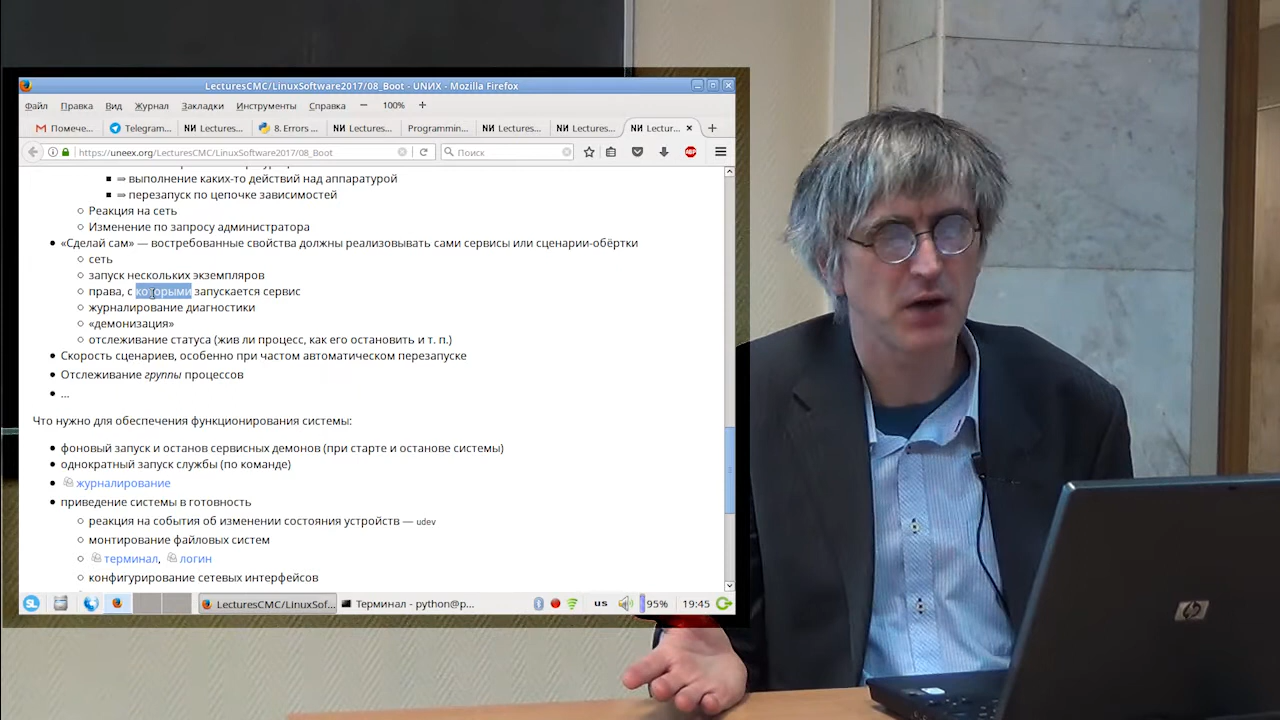 LecturesCMC/LinuxSoftware2017/08_Boot - UNИX - Mozilla Firefox
Файл Правка Вид Журнал Закладки Инструменты Справка − 100% +
Помече... Telegram... NИ Lectures... 8. Errors ... NИ Lectures... Programmin... NИ Lectures... NИ Lectures... NИ Lectur...
https://uneex.org/LecturesCMC/LinuxSoftware2017/08_Boot Поиск ABP
⇒ выполнение каких-то действий над аппаратурой
⇒ перезапуск по цепочке зависимостей
Реакция на сеть
Изменение по запросу администратора
«Сделай сам» — востребованные свойства должны реализовывать сами сервисы или сценарии-обёртки
сеть
запуск нескольких экземпляров
права, с которыми запускается сервис
журналирование диагностики
«демонизация»
отслеживание статуса (жив ли процесс, как его остановить и т. п.)
Скорость сценариев, особенно при частом автоматическом перезапуске
Отслеживание группы процессов
...
Что нужно для обеспечения функционирования системы:
фоновый запуск и останов сервисных демонов (при старте и останове системы)
однократный запуск службы (по команде)
журналирование
приведение системы в готовность
реакция на события об изменении состояния устройств — udev
монтирование файловых систем
терминал, логин
конфигурирование сетевых интерфейсов
LecturesCMC/LinuxSof... Терминал - python@p... us 95% 19:45
hp